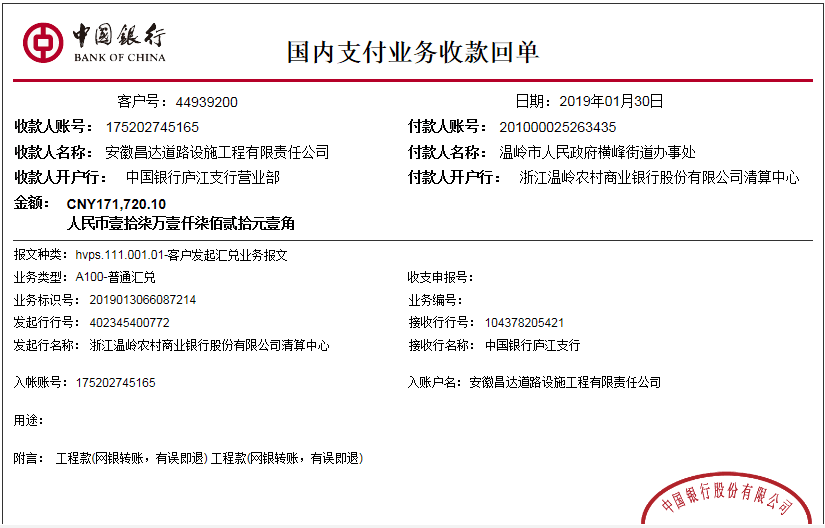 中国银行
BANK OF CHINA
国内支付业务收款回单
客户号：44939200 日期：2019年01月30日
收款人账号：175202745165 付款人账号：201000025263435
收款人名称：安徽昌达道路设施工程有限责任公司 付款人名称：温岭市人民政府横峰街道办事处
收款人开户行：中国银行庐江支行营业部 付款人开户行：浙江温岭农村商业银行股份有限公司清算中心
金额：CNY171,720.10
人民币壹拾柒万壹仟柒佰贰拾元壹角
报文种类：hvps.111.001.01-客户发起汇兑业务报文
业务类型：A100-普通汇兑 收支申报号：
业务标识号：2019013066087214 业务编号：
发起行行号：402345400772 接收行行号：104378205421
发起行名称：浙江温岭农村商业银行股份有限公司清算中心 接收行名称：中国银行庐江支行
入帐账号：175202745165 入账户名：安徽昌达道路设施工程有限责任公司
用途：
附言：工程款(网银转账，有误即退)工程款(网银转账，有误即退)
中国银行股份有限公司